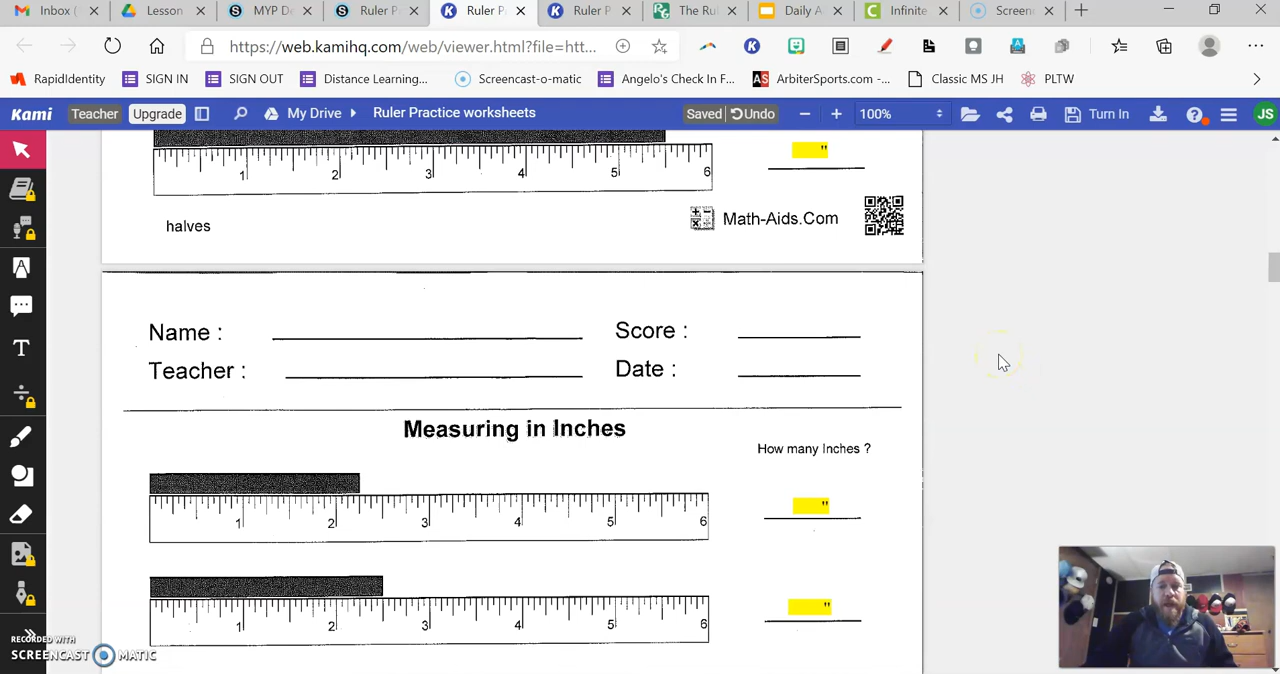 Inbox (
Lesson
MYP De
Ruler P
Ruler P
Ruler P
The Rul
Daily A
Infinite
Screen
https://web.kamihq.com/web/viewer.html?file=htt...
RapidIdentity
SIGN IN
SIGN OUT
Distance Learning...
Screencast-o-matic
Angelo's Check In F...
ArbiterSports.com -...
Classic MS JH
PLTW
Kami
Teacher
Upgrade
My Drive
Ruler Practice worksheets
Saved
Undo
100%
Turn In
JS
1 2 3 4 5 6
"
halves
Math-Aids.Com
Name :
Score :
Teacher :
Date :
Measuring in Inches
How many Inches ?
1 2 3 4 5 6
"
1 2 3 4 5 6
"
RECORDED WITH
SCREENCAST MATIC